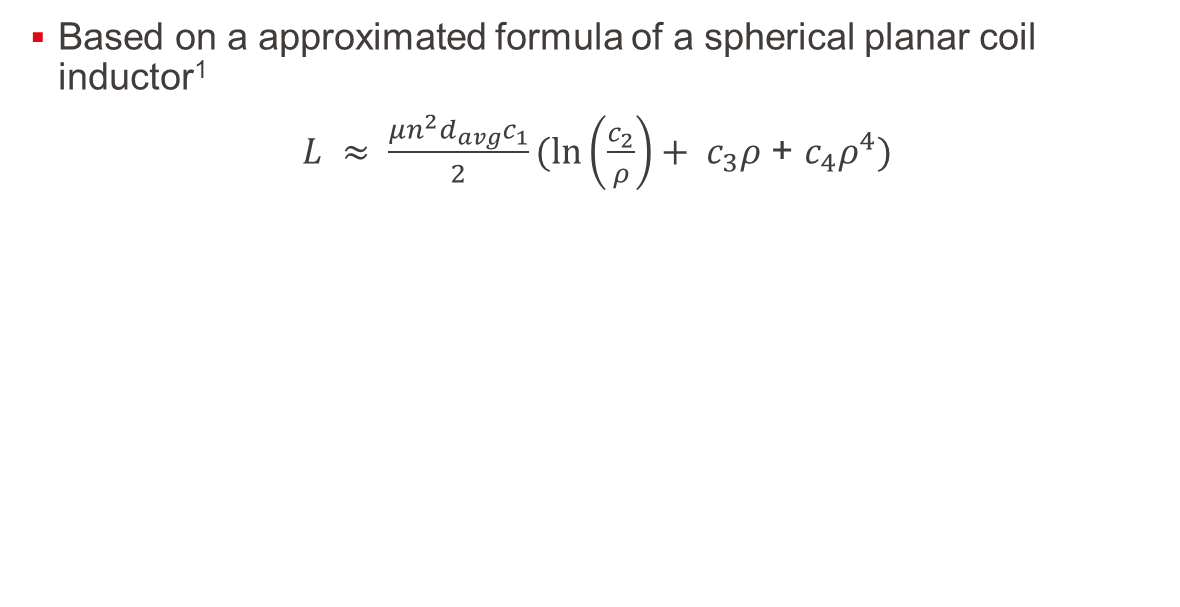 ▪ Based on a approximated formula of a spherical planar coil
inductor¹
L ≈ μn²d_avg c₁ / 2 (ln(c₂/ρ) + c₃ρ + c₄ρ⁴)